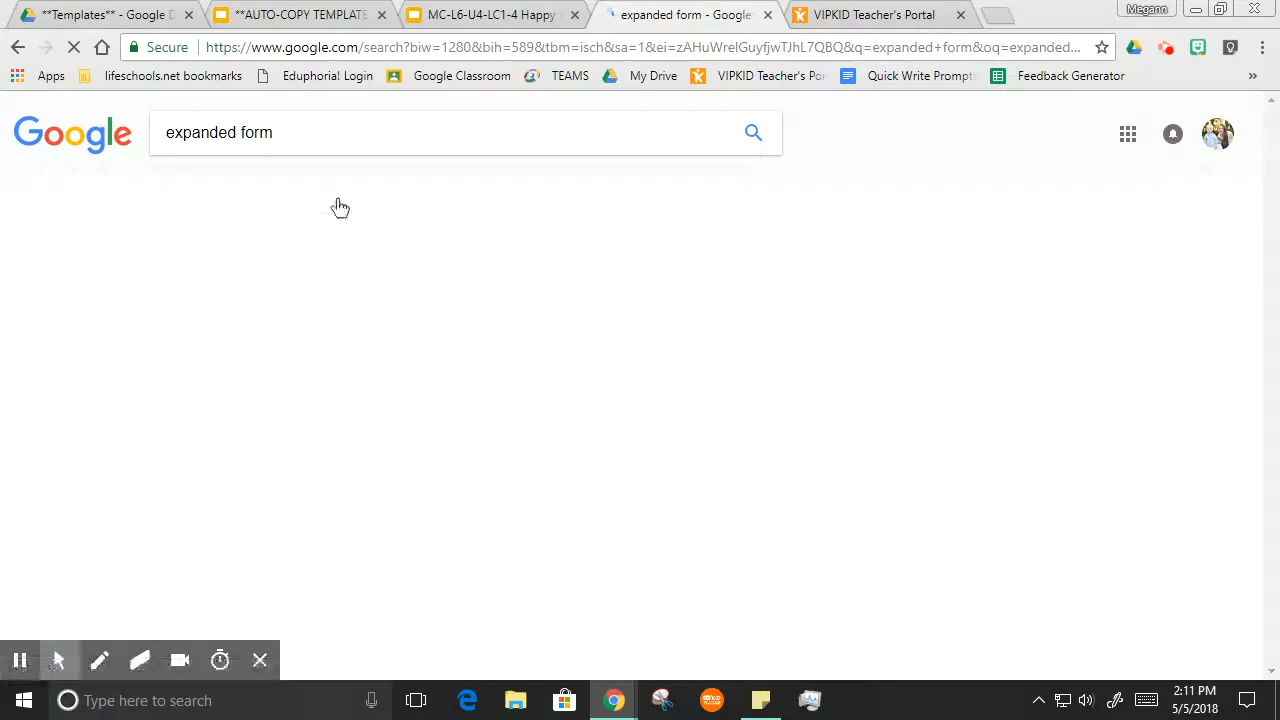 **Templates** - Google D
**AUTO-COPY TEMPLATE
MC-L6-U4-LC1-4 Happy
expanded form - Google
VIPKid Teacher's Portal
Megann
Secure
https://www.google.com/search?biw=1280&bih=589&tbm=isch&sa=1&ei=zAHuWreIGuyfjwTJhL7QDQ&q=expanded+form&oq=expanded...
Apps
lifeschools.net bookmarks
Eduphoria! Login
Google Classroom
TEAMS
My Drive
VIPKID Teacher's Por
Quick Write Prompts
Feedback Generator
»
Google
expanded form
Type here to search
2:11 PM
5/5/2018